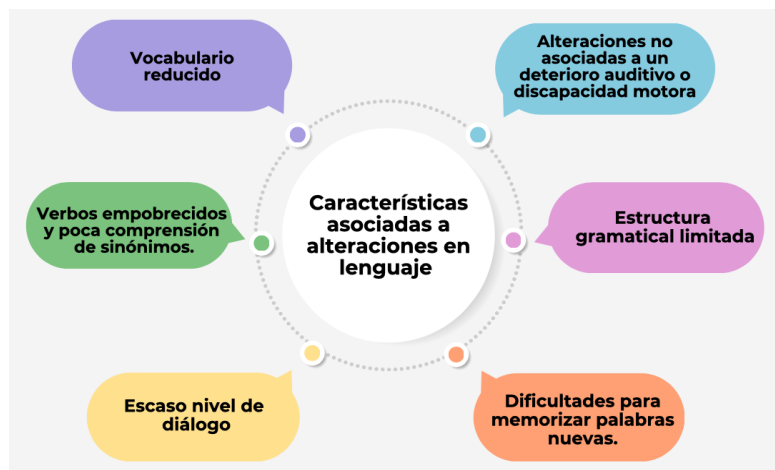 Vocabulario
reducido
Alteraciones no
asociadas a un
deterioro auditivo o
discapacidad motora
Verbos empobrecidos
y poca comprensión
de sinónimos.
Características
asociadas a
alteraciones en
lenguaje
Estructura
gramatical limitada
Escaso nivel de
diálogo
Dificultades para
memorizar palabras
nuevas.